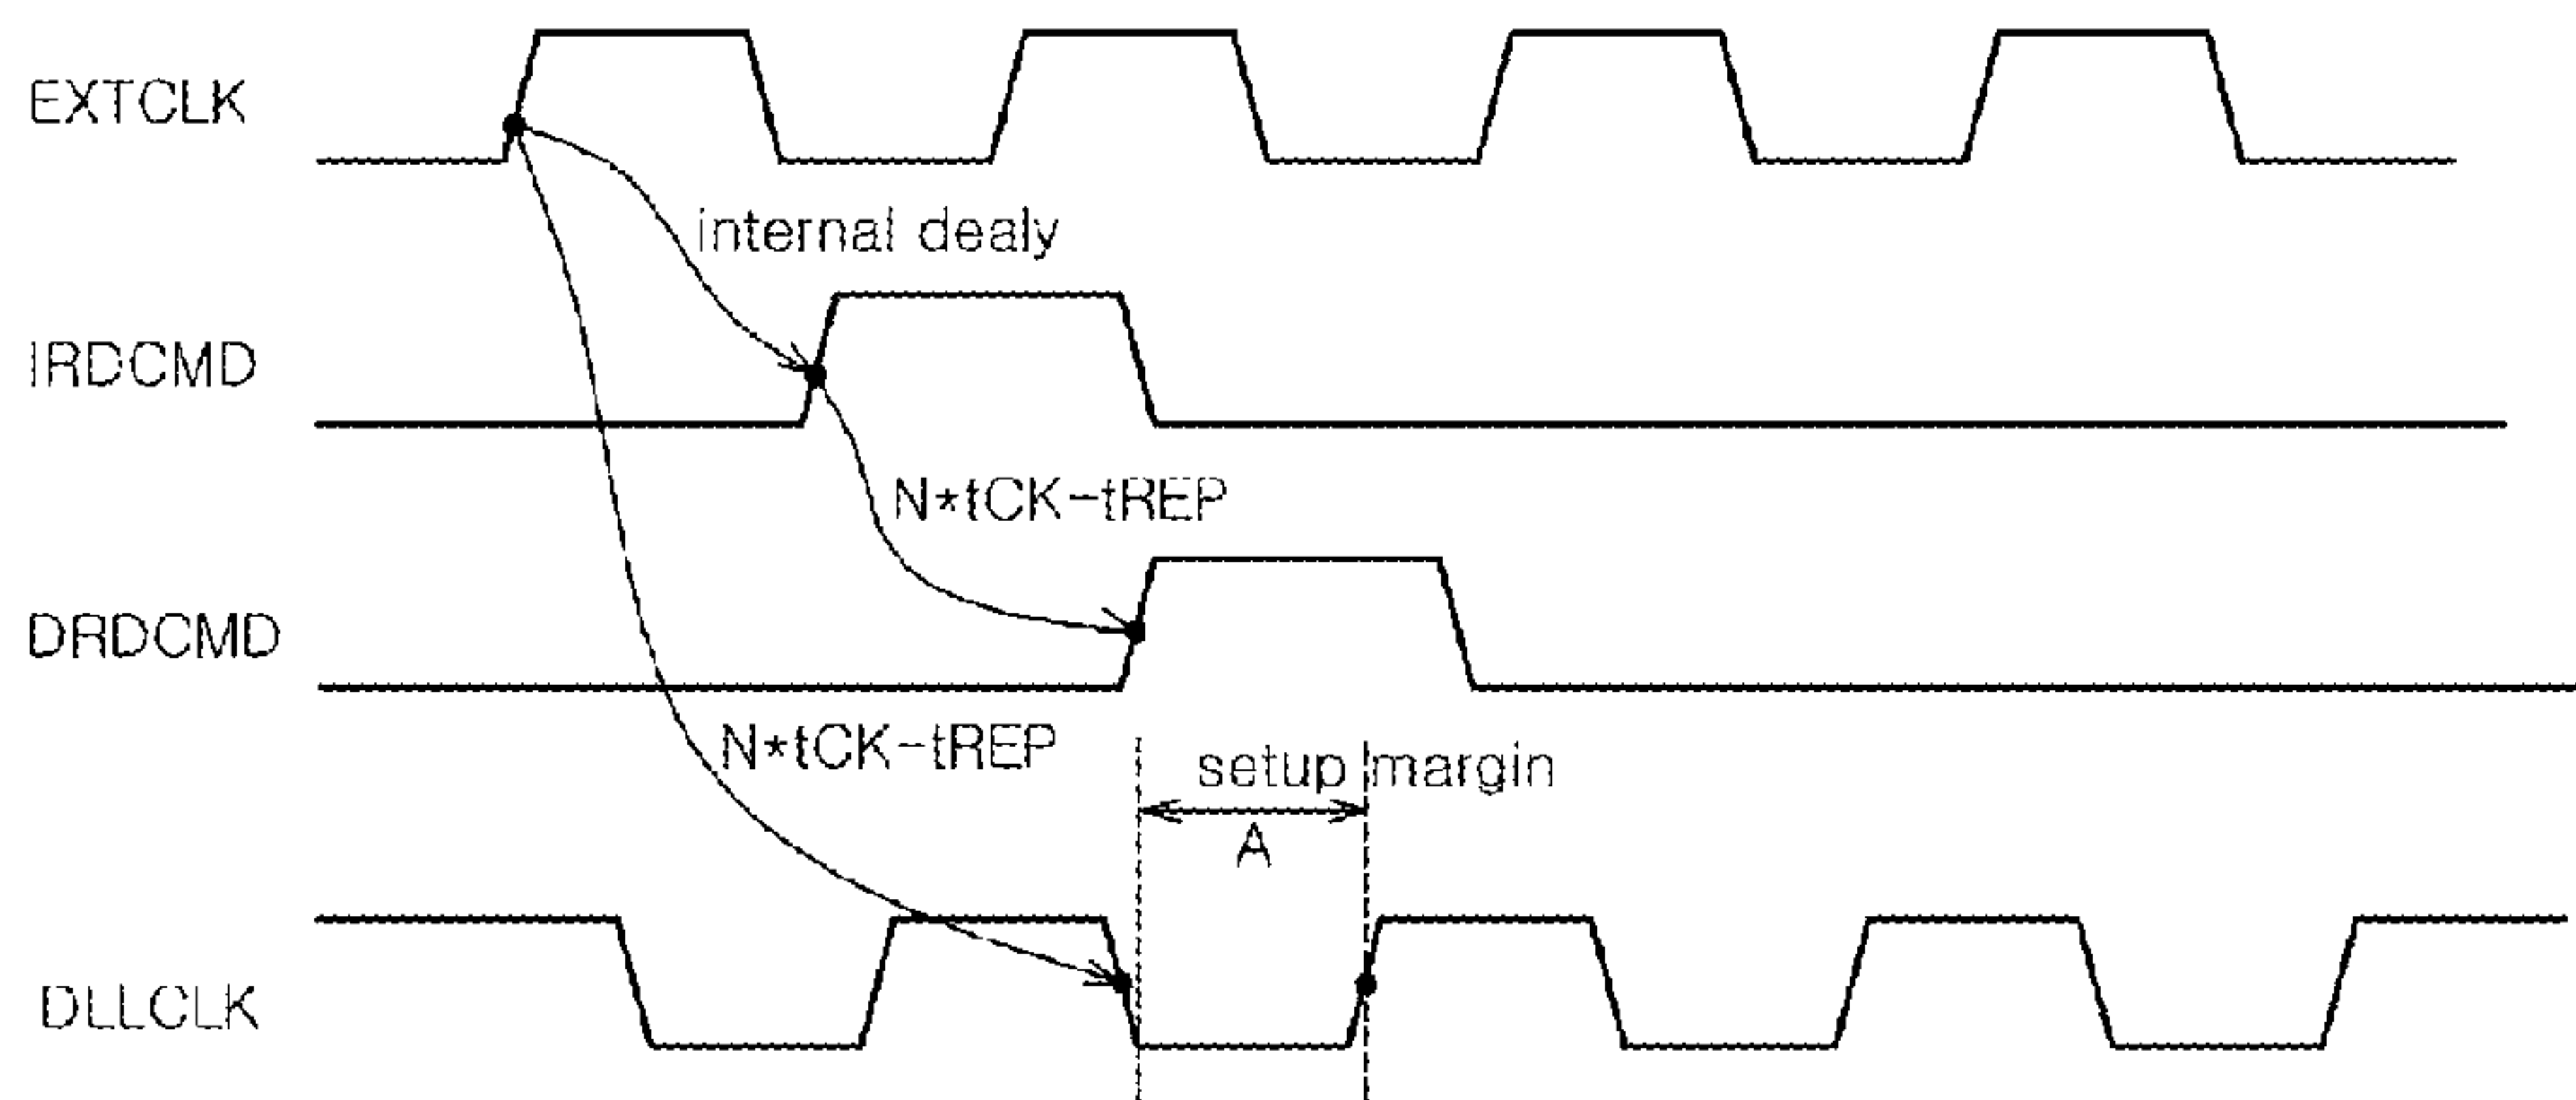 EXTCLK
internal dealy
IRDCMD
N*tCK-tREP
DRDCMD
N*tCK-tREP
setup margin
A
DLLCLK